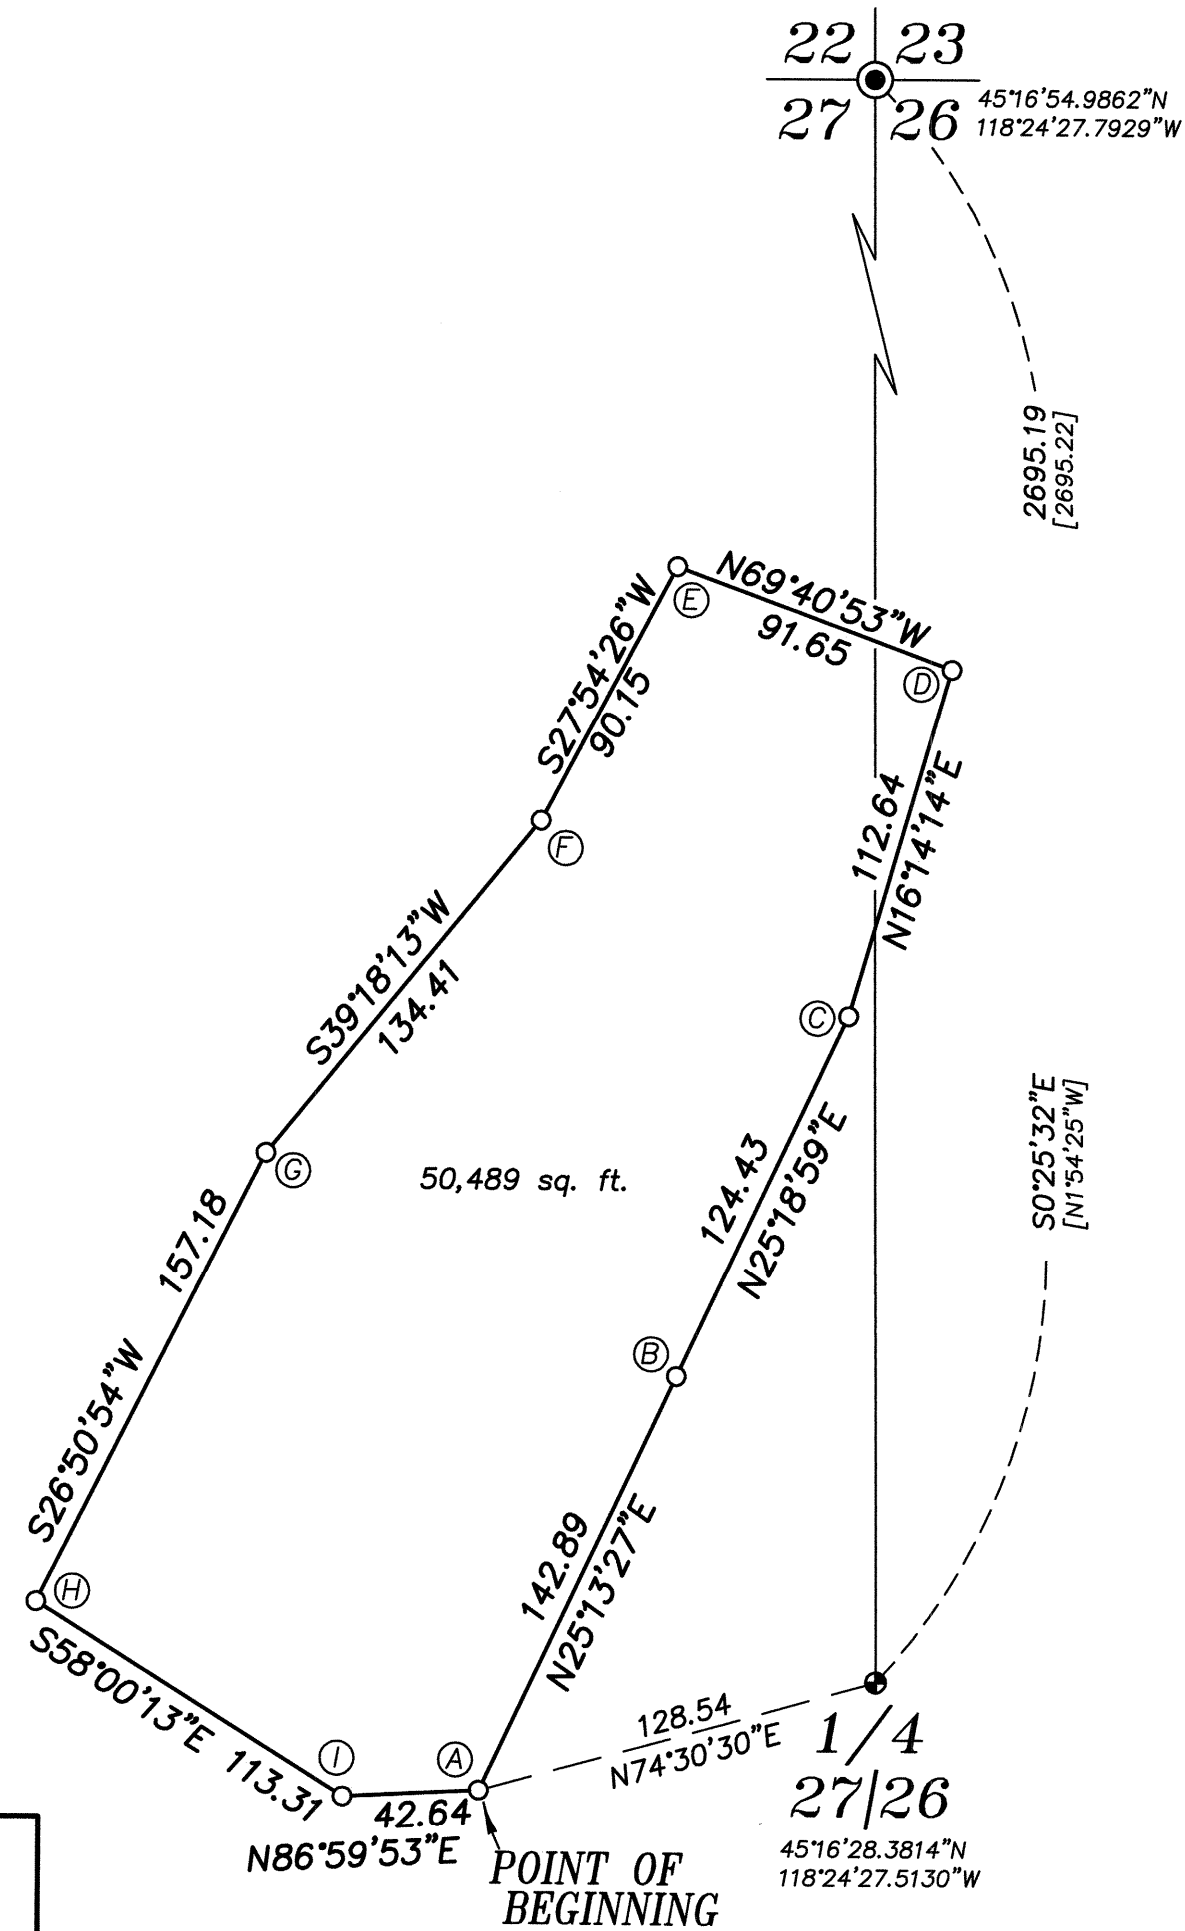 22 23
27 26
45°16'54.9862"N
118°24'27.7929"W
2695.19
[2695.22]
N69°40'53"W
91.65
E
D
S27°54'26"W
90.15
F
112.64
N16°14'14"E
S39°18'13"W
134.41
C
G
50,489 sq. ft.
124.43
N25°18'59"E
S0°25'32"E
[N1°54'25"W]
157.18
S26°50'54"W
B
H
142.89
N25°13'27"E
S58°00'13"E 113.31
I
A
42.64
N86°59'53"E
128.54
N74°30'30"E
1/4
27|26
45°16'28.3814"N
118°24'27.5130"W
POINT OF
BEGINNING